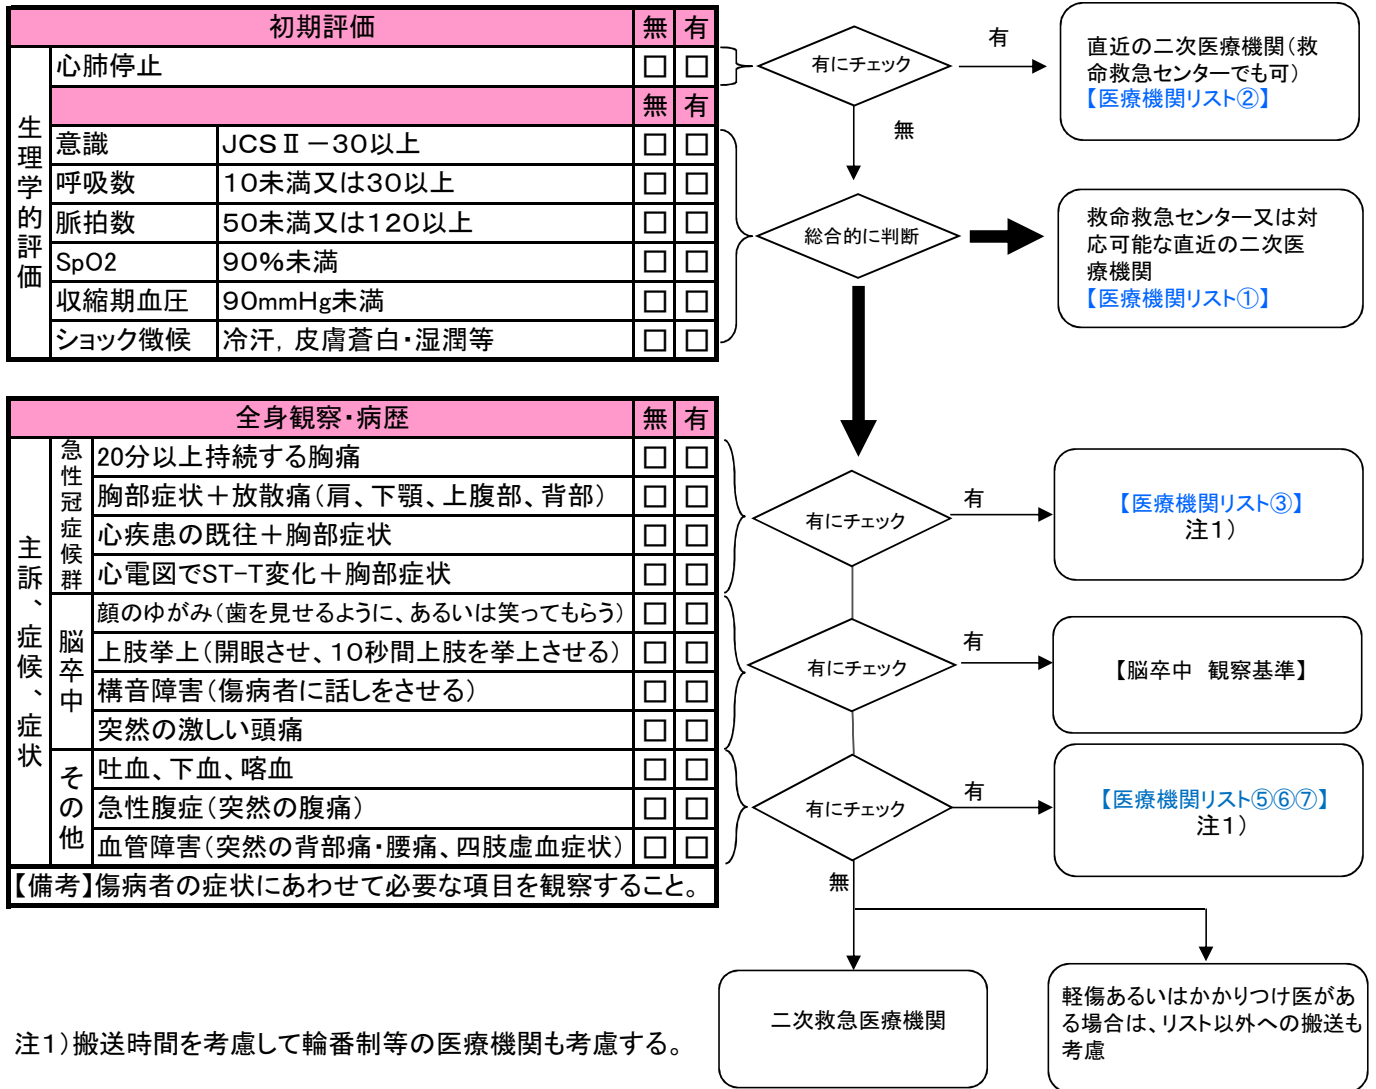 初期評価 無 有
心肺停止 □ □
無 有
生理学的評価
意識 JCSⅡ－30以上 □ □
呼吸数 10未満又は30以上 □ □
脈拍数 50未満又は120以上 □ □
SpO2 90%未満 □ □
収縮期血圧 90mmHg未満 □ □
ショック徴候 冷汗，皮膚蒼白・湿潤等 □ □
有にチェック
有
直近の二次医療機関（救
命救急センターでも可）
【医療機関リスト②】
無
総合的に判断
救命救急センター又は対
応可能な直近の二次医
療機関
【医療機関リスト①】
全身観察・病歴 無 有
主訴、症候、症状
急性冠症候群
20分以上持続する胸痛 □ □
胸部症状＋放散痛（肩、下顎、上腹部、背部） □ □
心疾患の既往＋胸部症状 □ □
心電図でST-T変化＋胸部症状 □ □
脳卒中
顔のゆがみ（歯を見せるように、あるいは笑ってもらう） □ □
上肢挙上（開眼させ、10秒間上肢を挙上させる） □ □
構音障害（傷病者に話しをさせる） □ □
突然の激しい頭痛 □ □
その他
吐血、下血、喀血 □ □
急性腹症（突然の腹痛） □ □
血管障害（突然の背部痛・腰痛、四肢虚血症状） □ □
【備考】傷病者の症状にあわせて必要な項目を観察すること。
有にチェック
有
【医療機関リスト③】
注1）
有にチェック
有
【脳卒中　観察基準】
有にチェック
有
【医療機関リスト⑤⑥⑦】
注1）
無
二次救急医療機関
軽傷あるいはかかりつけ医があ
る場合は、リスト以外への搬送も
考慮
注1）搬送時間を考慮して輪番制等の医療機関も考慮する。